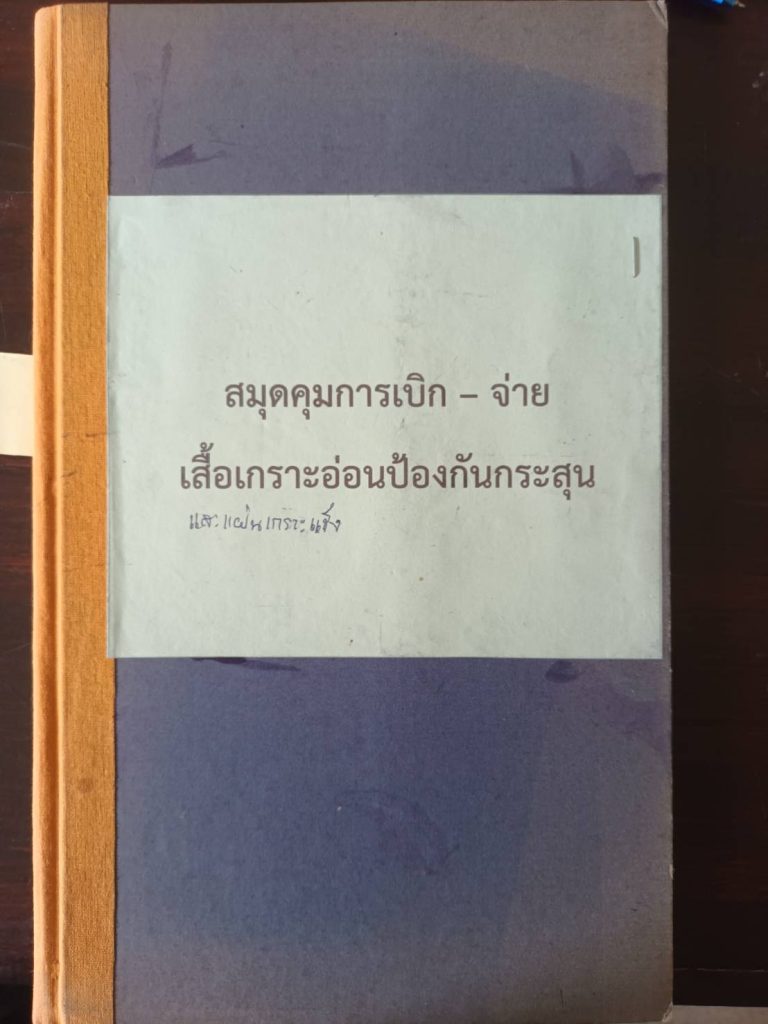 สมุดคุมการเบิก – จ่าย
เสื้อเกราะอ่อนป้องกันกระสุน
และแผ่นเกราะแข็ง